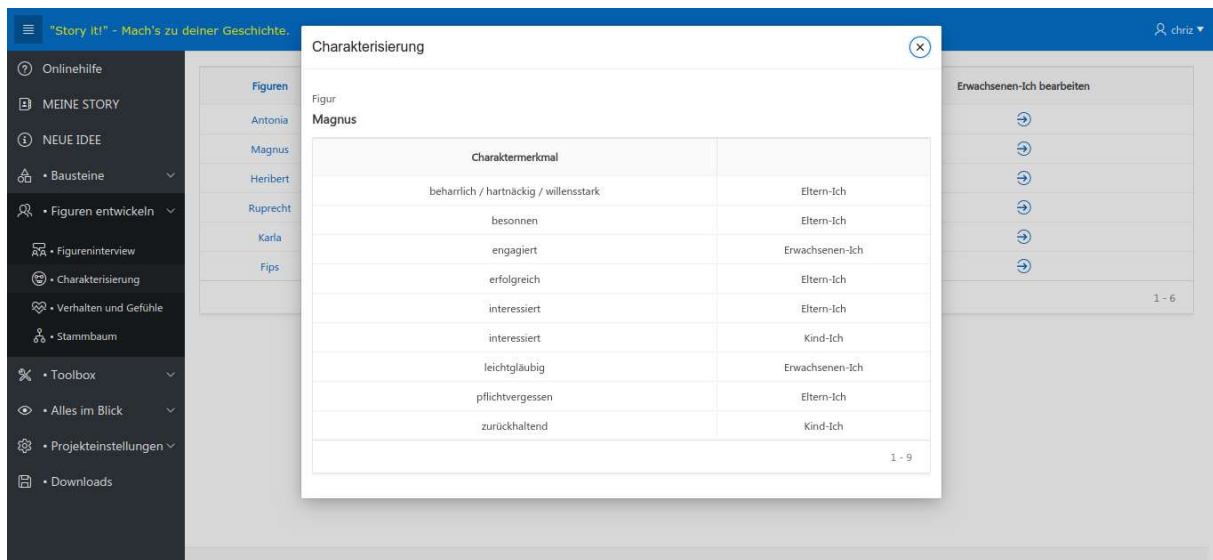 "Story it!" - Mach's zu deiner Geschichte.
chriz
Onlinehilfe
MEINE STORY
NEUE IDEE
• Bausteine
• Figuren entwickeln
• Figureninterview
• Charakterisierung
• Verhalten und Gefühle
• Stammbaum
• Toolbox
• Alles im Blick
• Projekteinstellungen
• Downloads
Figuren
Antonia
Magnus
Heribert
Ruprecht
Karla
Fips
Charakterisierung
Figur
Magnus
Charaktermerkmal
beharrlich / hartnäckig / willensstark Eltern-Ich
besonnen Eltern-Ich
engagiert Erwachsenen-Ich
erfolgreich Eltern-Ich
interessiert Eltern-Ich
interessiert Kind-Ich
leichtgläubig Erwachsenen-Ich
pflichtvergessen Eltern-Ich
zurückhaltend Kind-Ich
1 - 9
Erwachsenen-Ich bearbeiten
1 - 6